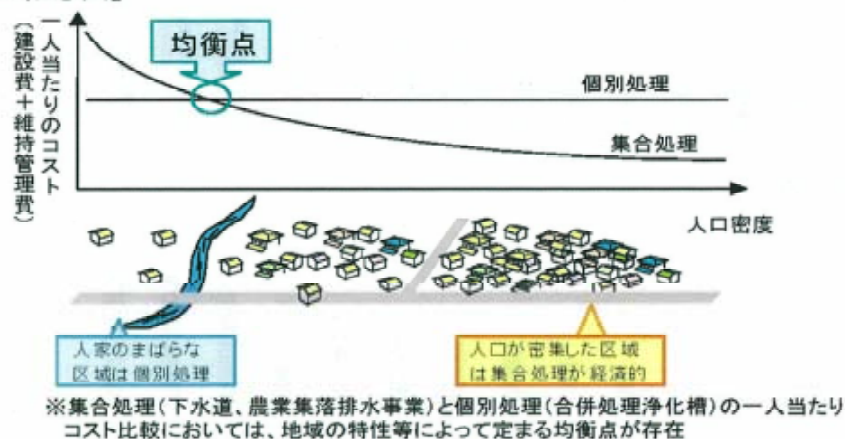 一人当たりのコスト
（建設費＋維持管理費）
均衡点
個別処理
集合処理
人口密度
人家のまばらな
区域は個別処理
人口が密集した区域
は集合処理が経済的
※集合処理（下水道、農業集落排水事業）と個別処理（合併処理浄化槽）の一人当たり
コスト比較においては、地域の特性等によって定まる均衡点が存在